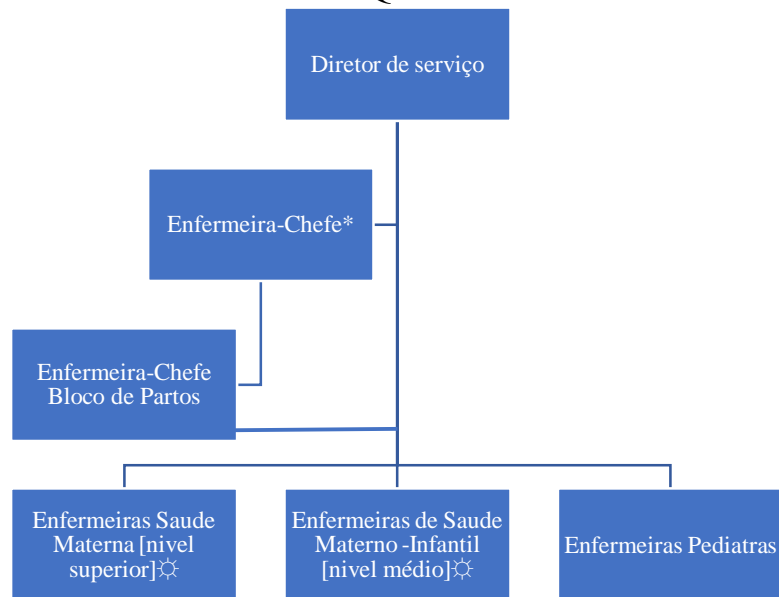 Diretor de serviço
Enfermeira-Chefe*
Enfermeira-Chefe
Bloco de Partos
Enfermeiras Saude
Materna [nivel
superior]☼
Enfermeiras de Saude
Materno -Infantil
[nivel médio]☼
Enfermeiras Pediatras